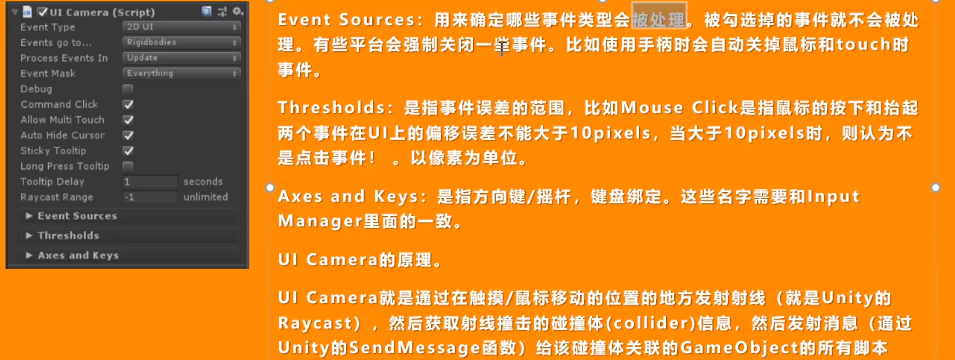 UI Camera (Script)
Event Type 2D UI
Events go to... Rigidbodies
Process Events In Update
Event Mask Everything
Debug
Command Click
Allow Multi Touch
Auto Hide Cursor
Sticky Tooltip
Long Press Tooltip
Tooltip Delay 1 seconds
Raycast Range -1 unlimited
Event Sources
Thresholds
Axes and Keys
Event Sources：用来确定哪些事件类型会被处理。被勾选掉的事件就不会被处
理。有些平台会强制关闭一些事件。比如使用手柄时会自动关掉鼠标和touch时
事件。
Thresholds：是指事件误差的范围，比如Mouse Click是指鼠标的按下和抬起
两个事件在UI上的偏移误差不能大于10pixels，当大于10pixels时，则认为不
是点击事件！ 。以像素为单位。
Axes and Keys：是指方向键/摇杆，键盘绑定。这些名字需要和Input
Manager里面的一致。
UI Camera的原理。
UI Camera就是通过在触摸/鼠标移动的位置的地方发射射线（就是Unity的
Raycast），然后获取射线撞击的碰撞体(collider)信息，然后发射消息（通过
Unity的SendMessage函数）给该碰撞体关联的GameObject的所有脚本